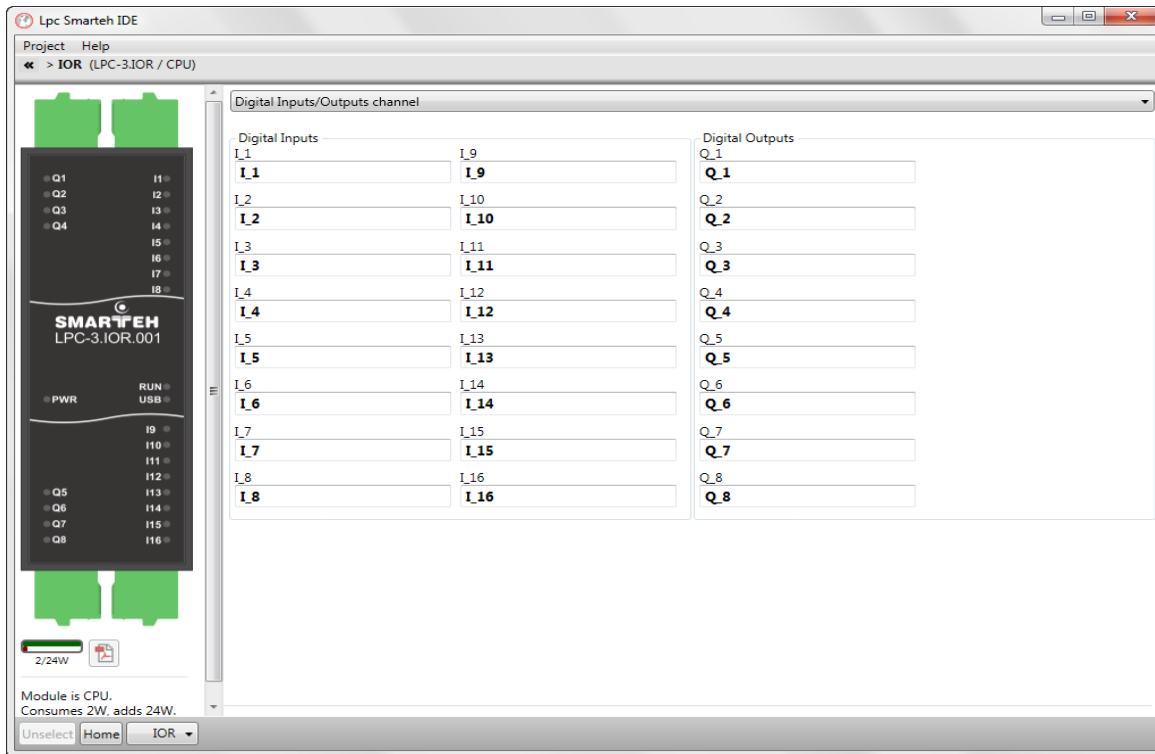 Lpc Smarteh IDE
Project Help
« > IOR (LPC-3.IOR / CPU)
Q1 I1
Q2 I2
Q3 I3
Q4 I4
I5
I6
I7
I8
SMARTEH
LPC-3.IOR.001
RUN
PWR USB
I9
I10
I11
I12
Q5 I13
Q6 I14
Q7 I15
Q8 I16
2/24W
Module is CPU.
Consumes 2W, adds 24W.
Digital Inputs/Outputs channel
Digital Inputs
I_1 I_9
I_1 I_9
I_2 I_10
I_2 I_10
I_3 I_11
I_3 I_11
I_4 I_12
I_4 I_12
I_5 I_13
I_5 I_13
I_6 I_14
I_6 I_14
I_7 I_15
I_7 I_15
I_8 I_16
I_8 I_16
Digital Outputs
Q_1
Q_1
Q_2
Q_2
Q_3
Q_3
Q_4
Q_4
Q_5
Q_5
Q_6
Q_6
Q_7
Q_7
Q_8
Q_8
Unselect Home IOR